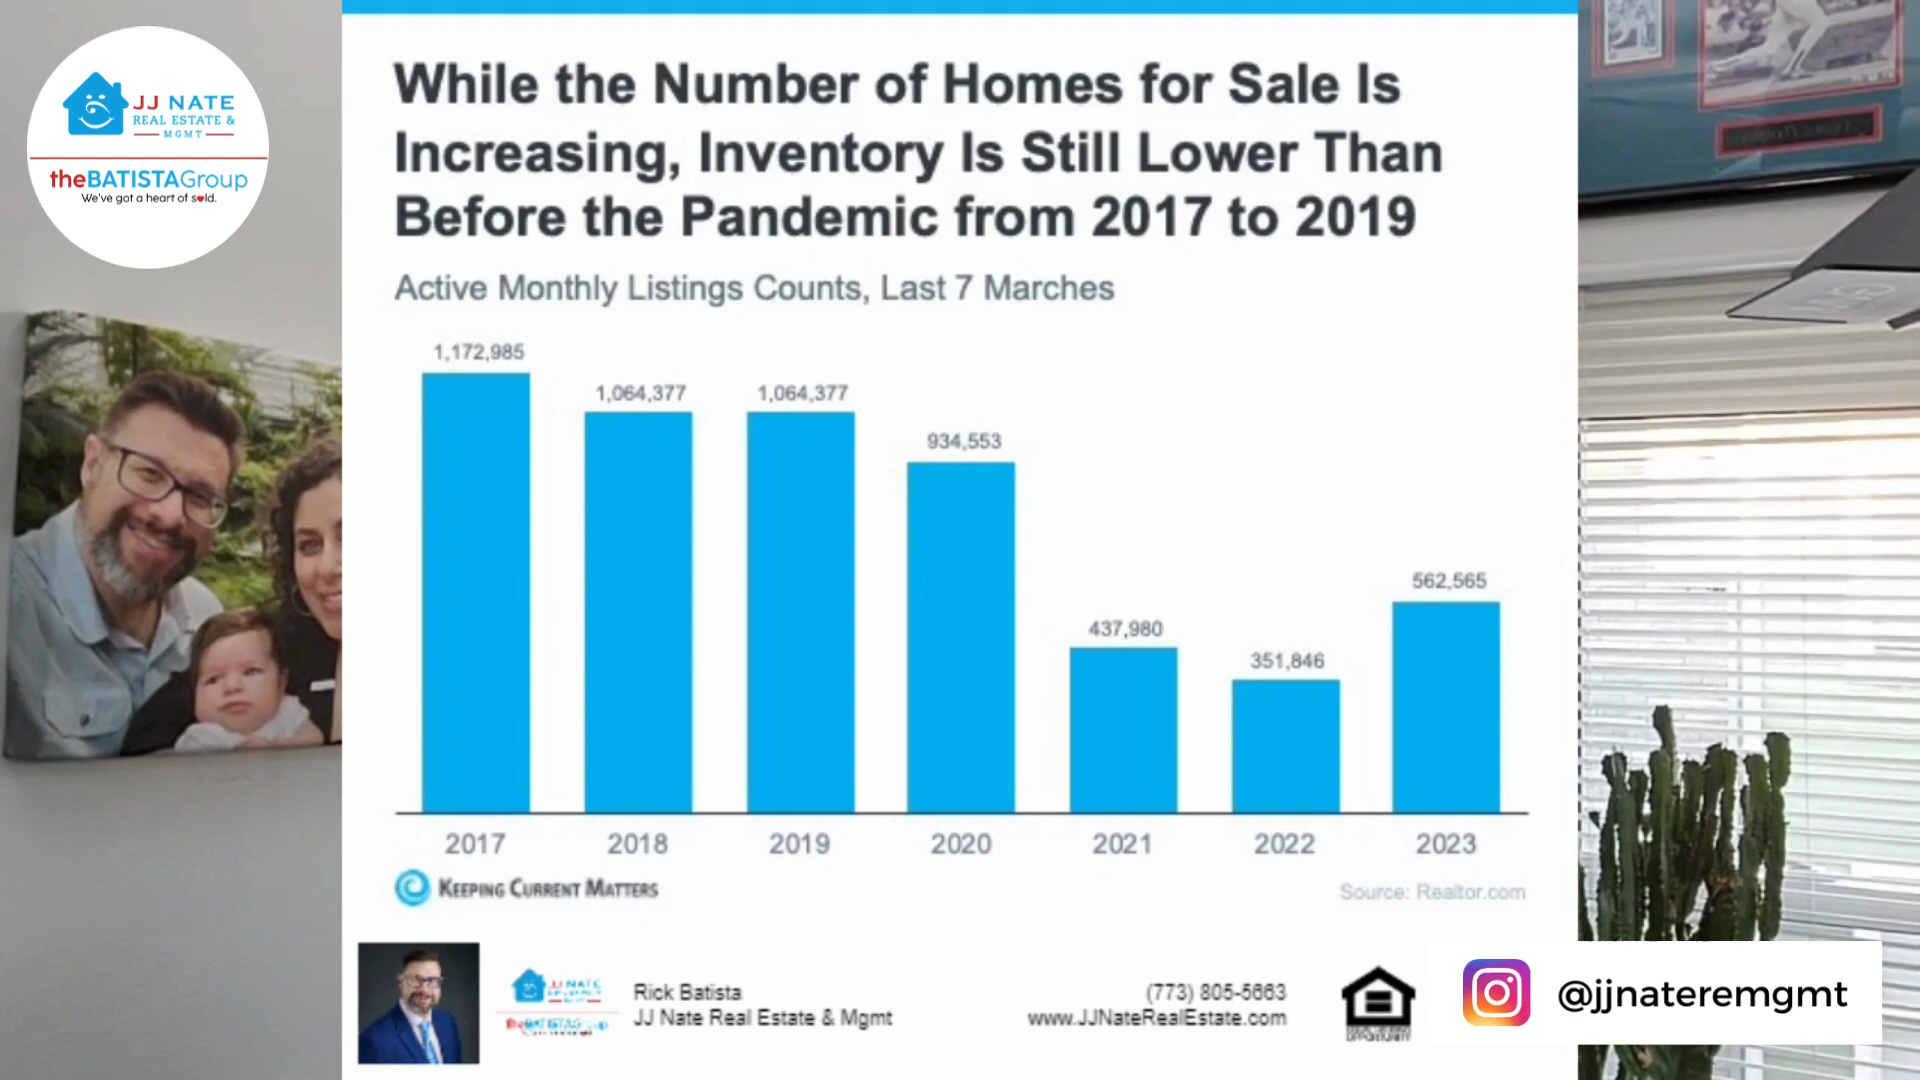 JJ NATE
REAL ESTATE &
MGMT
theBATISTAGroup
We've got a heart of sold.
While the Number of Homes for Sale Is
Increasing, Inventory Is Still Lower Than
Before the Pandemic from 2017 to 2019
Active Monthly Listings Counts, Last 7 Marches
1,172,985
1,064,377
1,064,377
934,553
437,980
351,846
562,565
2017 2018 2019 2020 2021 2022 2023
KEEPING CURRENT MATTERS
Source: Realtor.com
JJ NATE
theBATISTAGroup
Rick Batista
JJ Nate Real Estate & Mgmt
(773) 805-5663
www.JJNateRealEstate.com
OPPORTUNITY
@jjnateremgmt